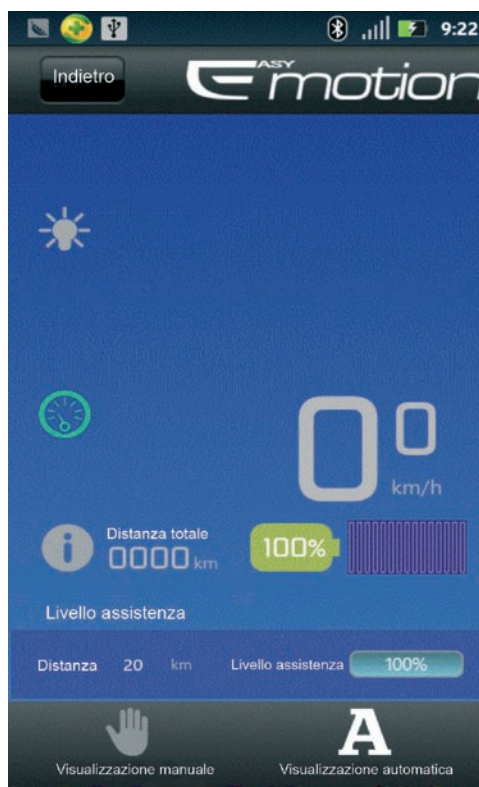 9:22
Indietro
EASY
Emotion
0 0
km/h
Distanza totale
0000 km
100%
Livello assistenza
Distanza 20 km Livello assistenza 100%
A
Visualizzazione manuale Visualizzazione automatica